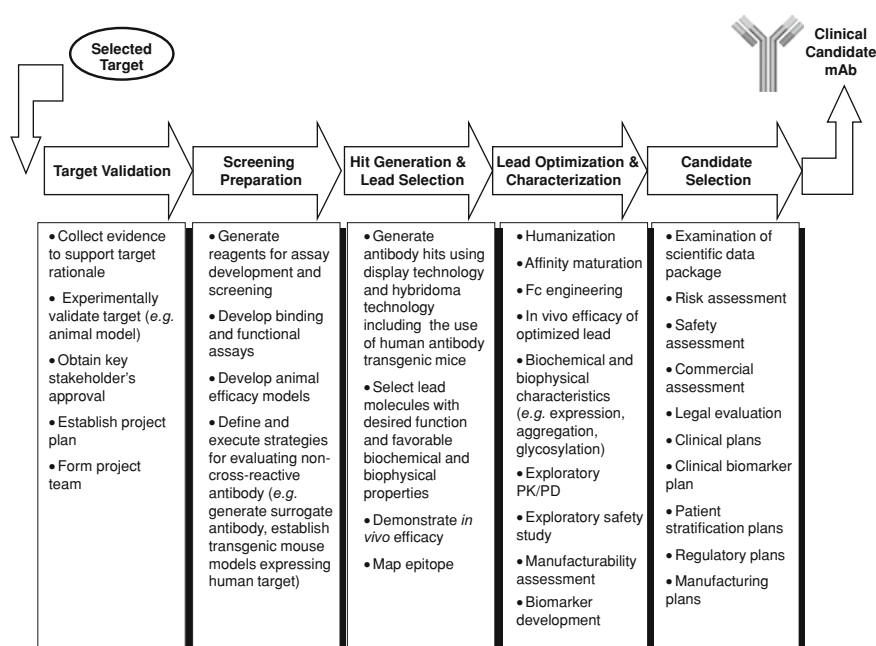 Selected
Target
Clinical
Candidate
mAb
Target Validation
Screening
Preparation
Hit Generation &
Lead Selection
Lead Optimization &
Characterization
Candidate
Selection
• Collect evidence
to support target
rationale
• Experimentally
validate target (e.g.
animal model)
• Obtain key
stakeholder's
approval
• Establish project
plan
• Form project
team
• Generate
reagents for assay
development and
screening
• Develop binding
and functional
assays
• Develop animal
efficacy models
• Define and
execute strategies
for evaluating non-
cross-reactive
antibody (e.g.
generate surrogate
antibody, establish
transgenic mouse
models expressing
human target)
• Generate
antibody hits using
display technology
and hybridoma
technology
including the use
of human antibody
transgenic mice
• Select lead
molecules with
desired function
and favorable
biochemical and
biophysical
properties
• Demonstrate in
vivo efficacy
• Map epitope
• Humanization
• Affinity maturation
• Fc engineering
• In vivo efficacy of
optimized lead
• Biochemical and
biophysical
characteristics
(e.g. expression,
aggregation,
glycosylation)
• Exploratory
PK/PD
• Exploratory safety
study
• Manufacturability
assessment
• Biomarker
development
• Examination of
scientific data
package
• Risk assessment
• Safety
assessment
• Commercial
assessment
• Legal evaluation
• Clinical plans
• Clinical biomarker
plan
• Patient
stratification plans
• Regulatory plans
• Manufacturing
plans